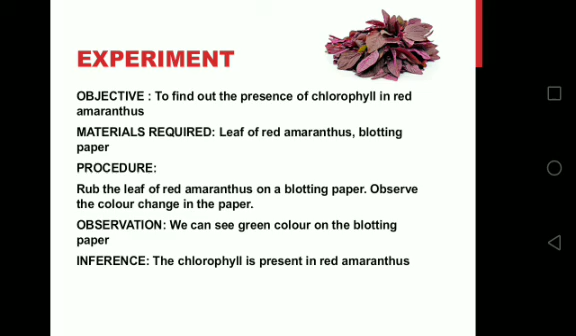 EXPERIMENT
OBJECTIVE : To find out the presence of chlorophyll in red
amaranthus
MATERIALS REQUIRED: Leaf of red amaranthus, blotting
paper
PROCEDURE:
Rub the leaf of red amaranthus on a blotting paper. Observe
the colour change in the paper.
OBSERVATION: We can see green colour on the blotting
paper
INFERENCE: The chlorophyll is present in red amaranthus